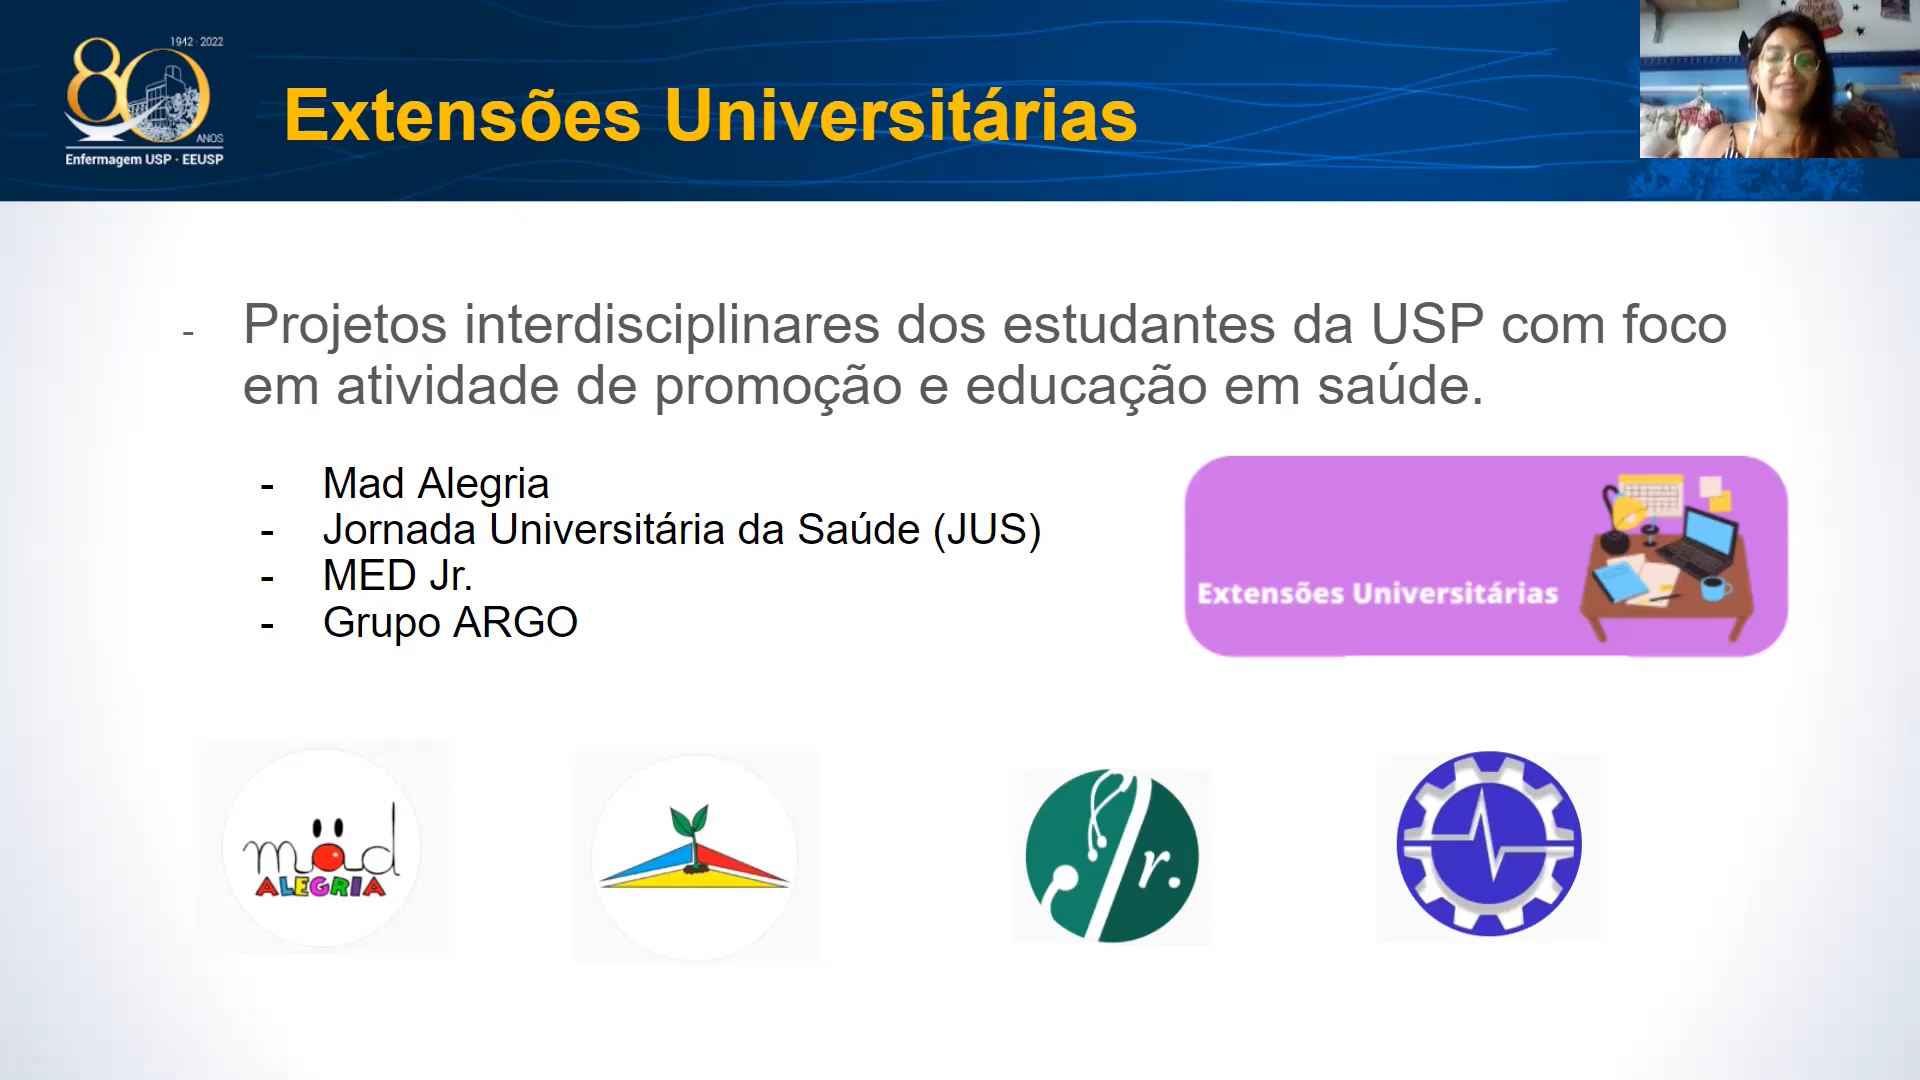 1942 - 2022
80
ANOS
Enfermagem USP · EEUSP
Extensões Universitárias
- Projetos interdisciplinares dos estudantes da USP com foco
em atividade de promoção e educação em saúde.
- Mad Alegria
- Jornada Universitária da Saúde (JUS)
- MED Jr.
- Grupo ARGO
Extensões Universitárias
mad
ALEGRIA
Jr.